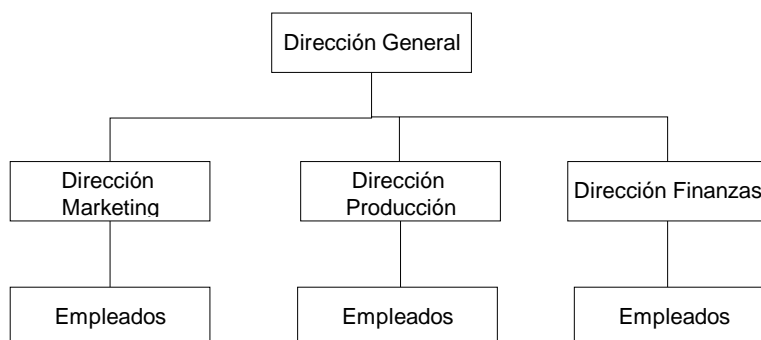 Dirección General
Dirección
Marketing
Dirección
Producción
Dirección Finanzas
Empleados
Empleados
Empleados